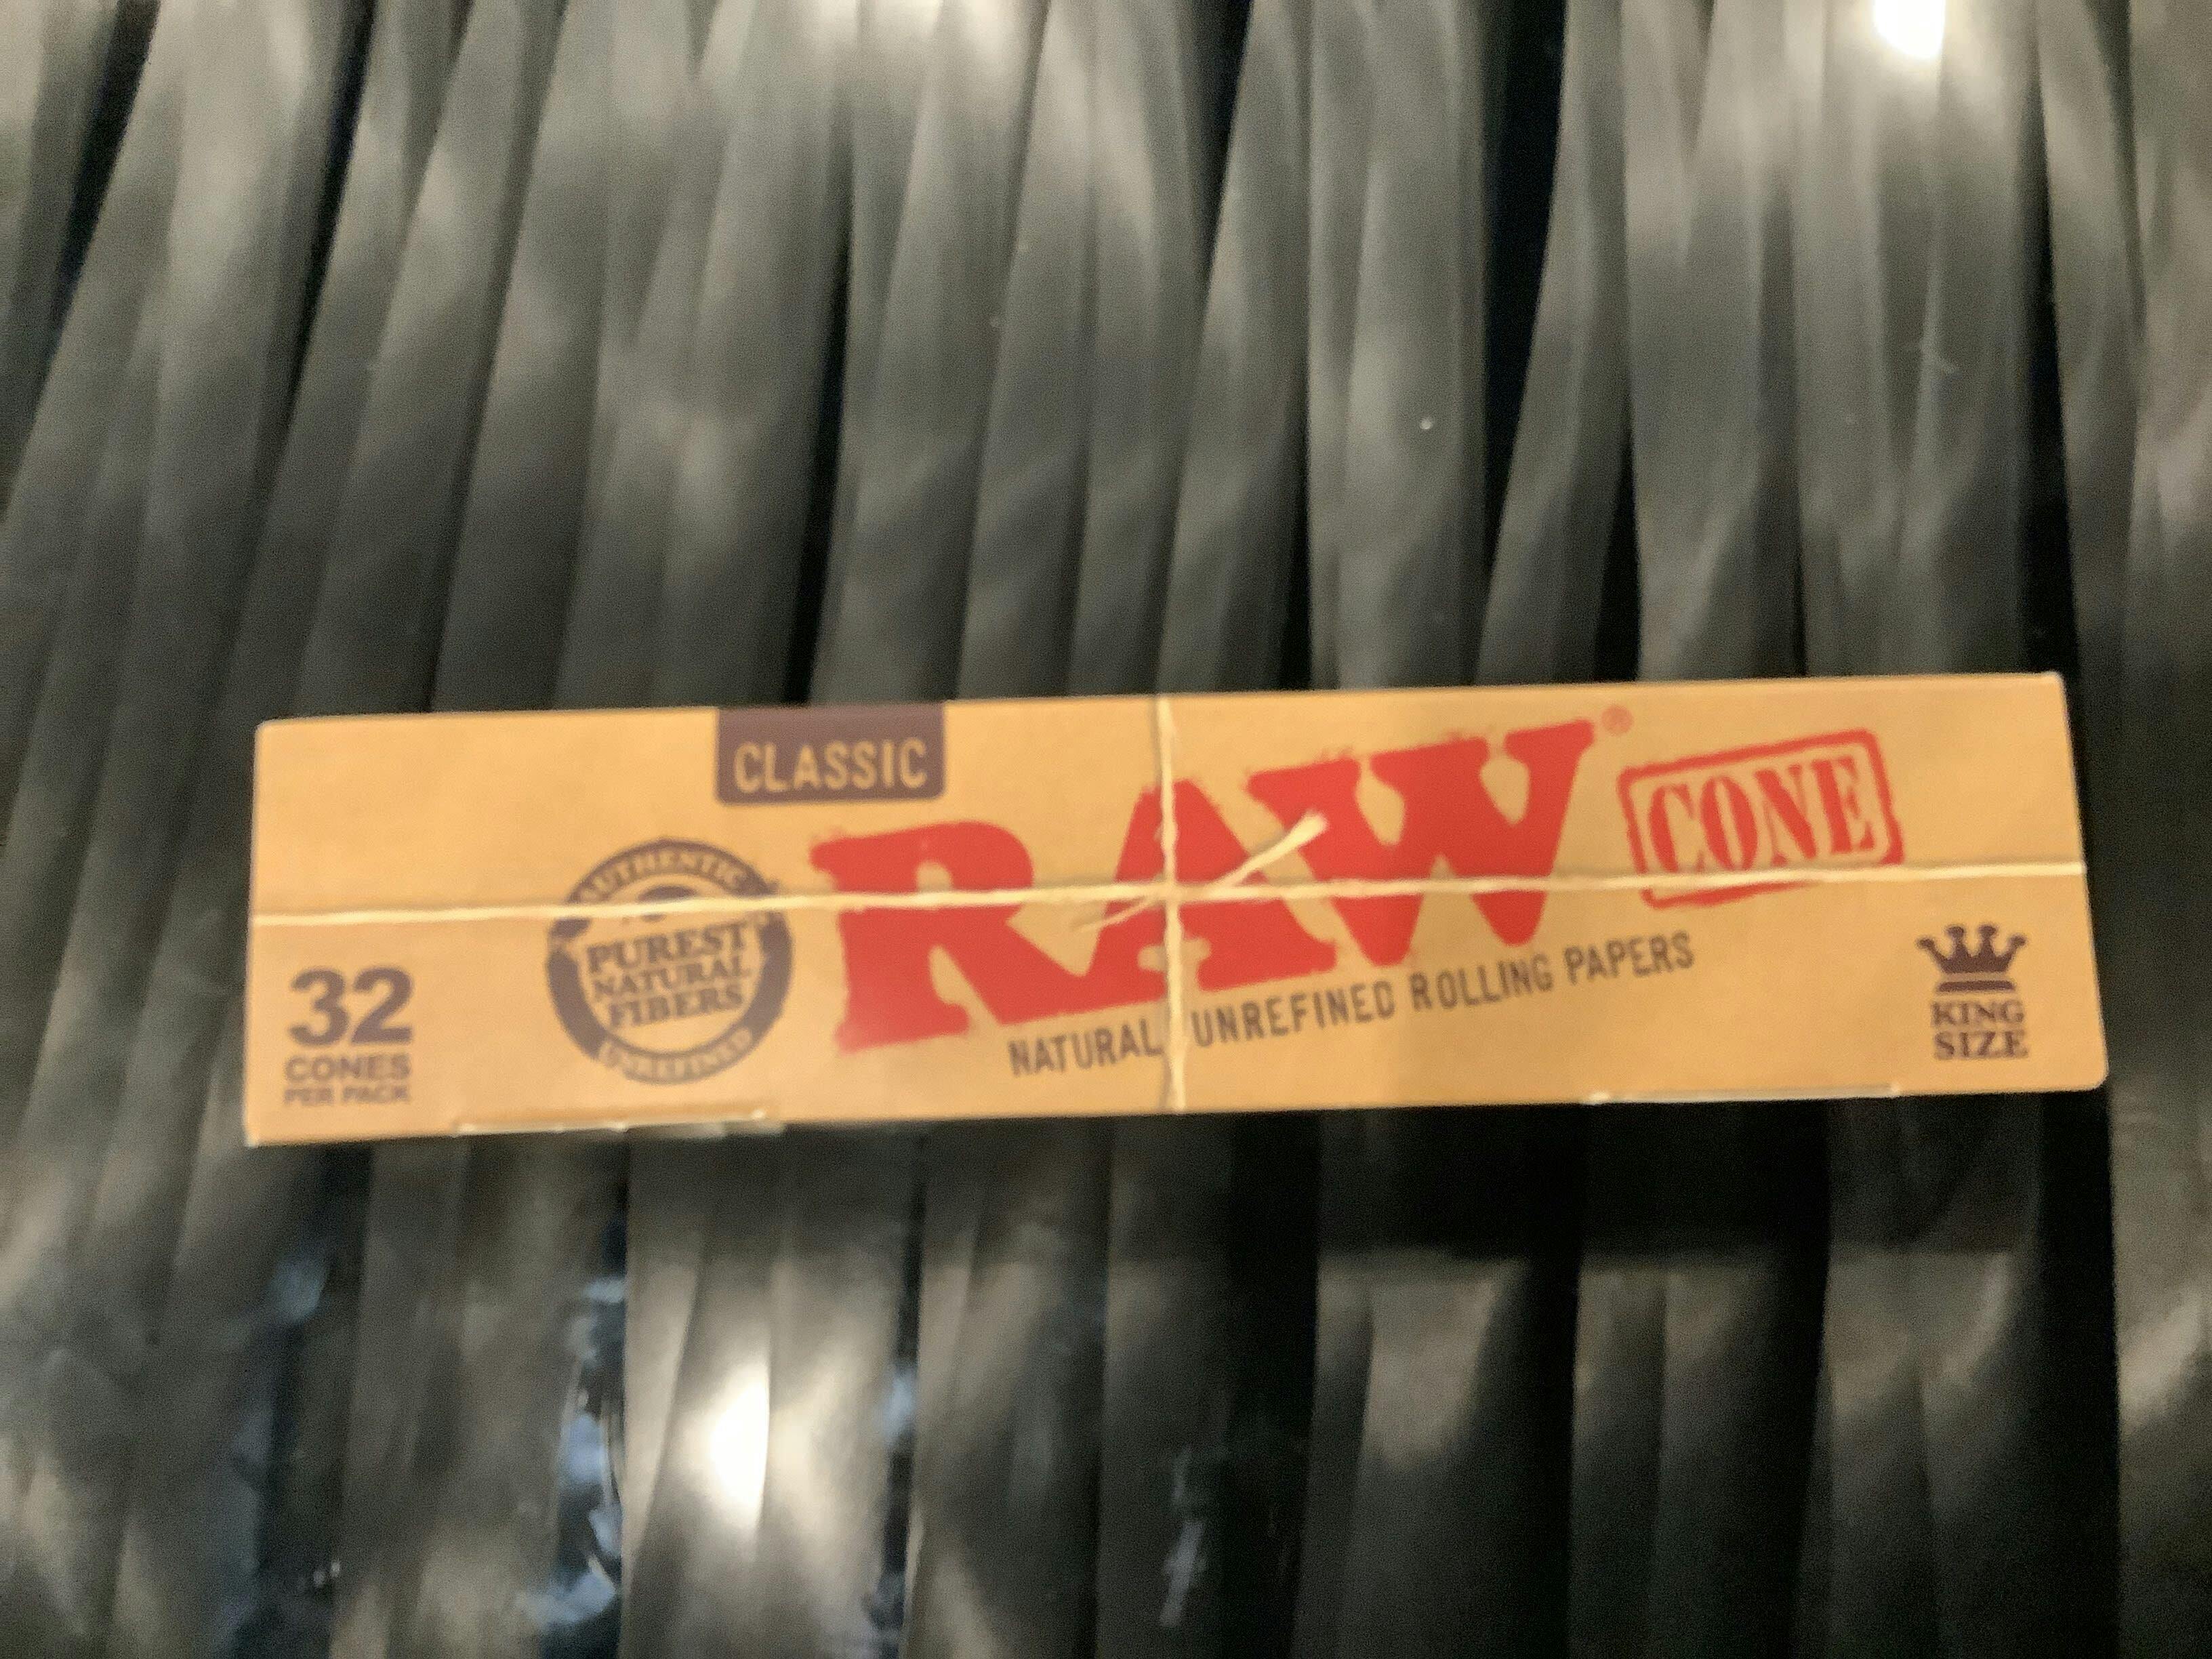 CLASSIC
RAW®
CONE
AUTHENTIC
PUREST
NATURAL
FIBERS
UNREFINED
NATURAL UNREFINED ROLLING PAPERS
32
CONES
PER PACK
KING
SIZE